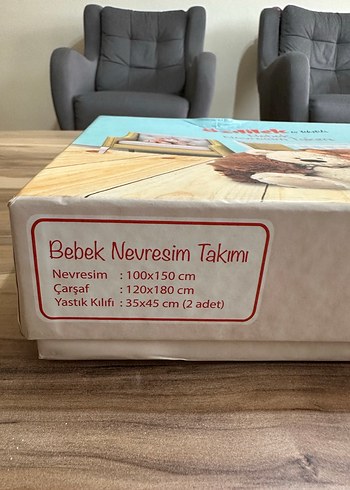 Bebek Nevresim Takımı
Nevresim : 100x150 cm
Çarşaf : 120x180 cm
Yastık Kılıfı : 35x45 cm (2 adet)